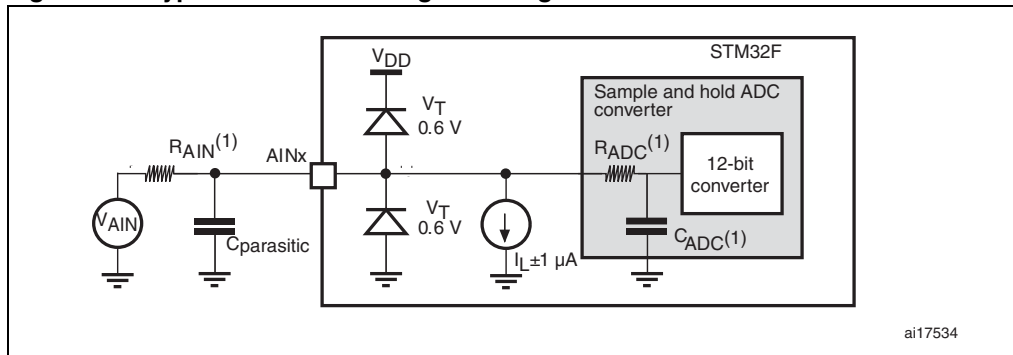 STM32F
VDD
VT
0.6 V
Sample and hold ADC
converter
RAIN(1)
AINx
RADC(1)
12-bit
converter
VAIN
Cparasitic
VT
0.6 V
IL±1 µA
CADC(1)
ai17534